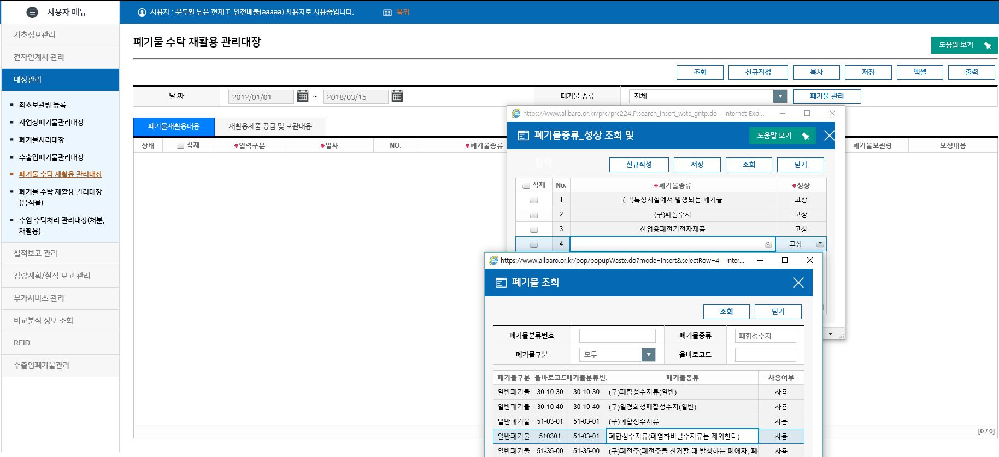 사용자 메뉴
사용자 : 문두환 님은 현재 T_인천배출(aaaaa) 사용자로 사용중입니다.
복귀
기초정보관리
전자인계서 관리
대장관리
최초보관량 등록
사업장폐기물관리대장
폐기물처리대장
수출입폐기물관리대장
폐기물 수탁 재활용 관리대장
폐기물 수탁 재활용 관리대장
(음식물)
수입 수탁처리 관리대장(처분,
재활용)
실적보고 관리
감량계획/실적 보고 관리
부가서비스 관리
비교분석 정보 조회
RFID
수출입폐기물관리
폐기물 수탁 재활용 관리대장
도움말 보기
조회 신규작성 복사 저장 엑셀 출력
날 짜 2012/01/01 ~ 2018/03/15 폐기물 종류 전체 폐기물 관리
폐기물재활용내용 재활용제품 공급 및 보관내용
상태 삭제 *입력구분 *일자 NO. *폐기물종류 폐기물보관량 보정내용
[0 / 0]
https://www.allbaro.or.kr/prc/prc224.P.search_insert_wste_gntp.do - Internet Expl...
폐기물종류_성상 조회 및
입력
도움말 보기
신규작성 저장 조회 닫기
삭제 No. *폐기물종류 *성상
1 (구)특정시설에서 발생되는 폐기물 고상
2 (구)페놀수지 고상
3 산업용폐전기전자제품 고상
4 고상
https://www.allbaro.or.kr/pop/popupWaste.do?mode=insert&selectRow=4 - Inter...
폐기물 조회
조회 닫기
폐기물분류번호 폐기물종류 폐합성수지
폐기물구분 모두 올바로코드
폐기물구분 올바로코드 폐기물분류번 폐기물종류 사용여부
일반폐기물 30-10-30 30-10-30 (구)폐합성수지류(일반) 사용
일반폐기물 30-10-40 30-10-40 (구)열경화성폐합성수지(일반) 사용
일반폐기물 51-03-01 51-03-01 (구)폐합성수지류 사용
일반폐기물 510301 51-03-01 폐합성수지류(폐염화비닐수지류는 제외한다) 사용
일반폐기물 51-35-00 51-35-00 (구)폐전주(폐전주를 철거할 때 발생하는 폐애자, 폐 사용